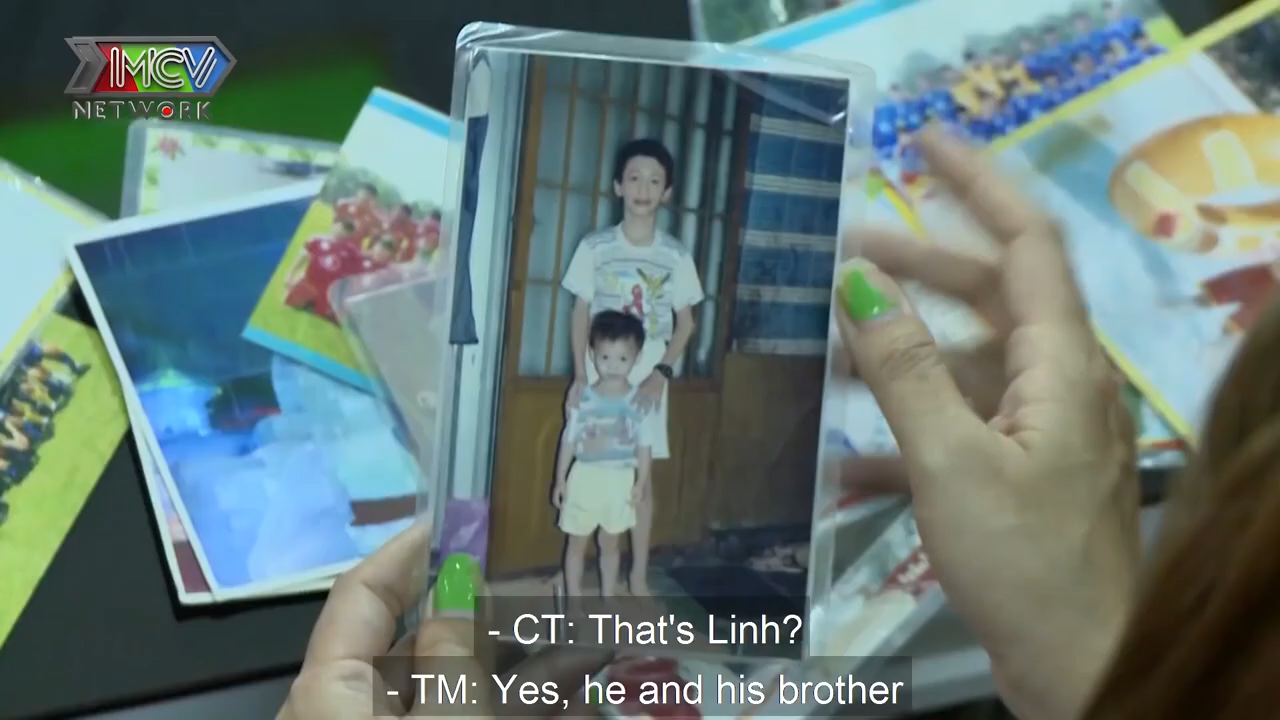 MCV
NETWORK
- CT: That's Linh?
- TM: Yes, he and his brother